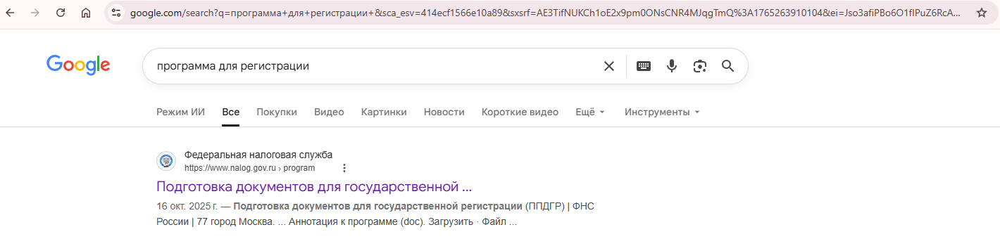 google.com/search?q=программа+для+регистрации+&sca_esv=414ecf1566e10a89&sxsrf=AE3TifNUKCh1oE2x9pm0ONsCNR4MJqgTmQ%3A1765263910104&ei=Jso3afiPBo6O1fIPuZ6RcA...
Google
программа для регистрации
Режим ИИ Все Покупки Видео Картинки Новости Короткие видео Ещё Инструменты
Федеральная налоговая служба
https://www.nalog.gov.ru › program
Подготовка документов для государственной ...
16 окт. 2025 г. — Подготовка документов для государственной регистрации (ППДГР) | ФНС
России | 77 город Москва. ... Аннотация к программе (doc). Загрузить · Файл ...